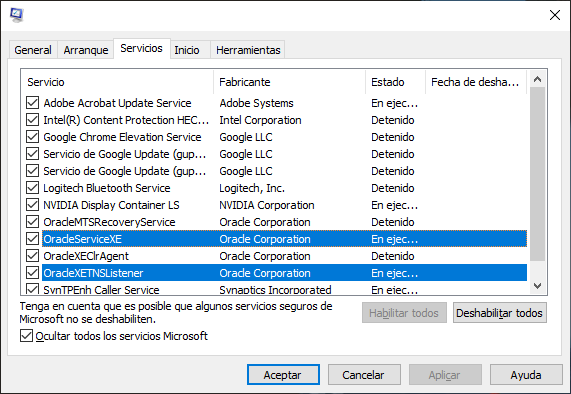 General Arranque Servicios Inicio Herramientas
Servicio Fabricante Estado Fecha de desha...
Adobe Acrobat Update Service Adobe Systems En ejec...
Intel(R) Content Protection HEC... Intel Corporation Detenido
Google Chrome Elevation Service Google LLC Detenido
Servicio de Google Update (gup... Google LLC Detenido
Servicio de Google Update (gup... Google LLC Detenido
Logitech Bluetooth Service Logitech, Inc. Detenido
NVIDIA Display Container LS NVIDIA Corporation En ejec...
OracleMTSRecoveryService Oracle Corporation Detenido
OracleServiceXE Oracle Corporation En ejec...
OracleXEClrAgent Oracle Corporation Detenido
OracleXETNSListener Oracle Corporation En ejec...
SynTPEnh Caller Service Synaptics Incorporated En ejec...
Tenga en cuenta que es posible que algunos servicios seguros de
Microsoft no se deshabiliten.
Habilitar todos Deshabilitar todos
Ocultar todos los servicios Microsoft
Aceptar Cancelar Aplicar Ayuda